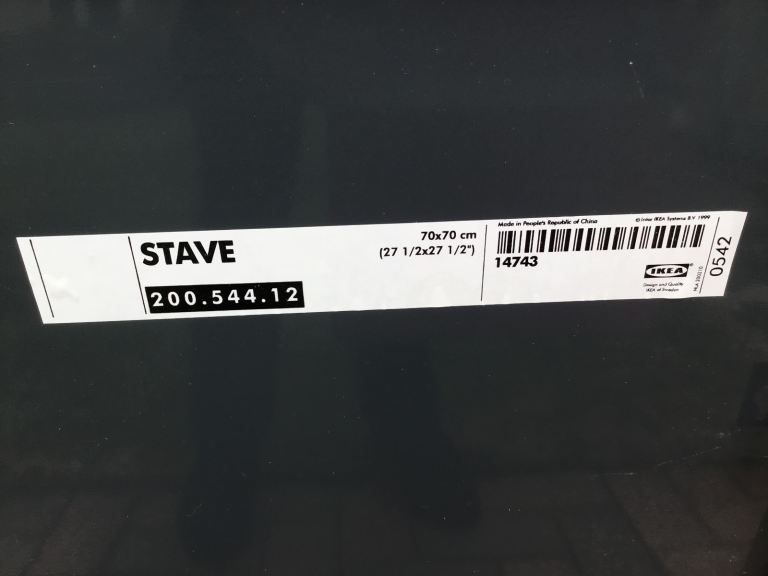 STAVE
200.544.12
70x70 cm
(27 1/2x27 1/2")
Made in People's Republic of China
© Inter IKEA Systems B.V 1999
14743
IKEA®
Design and Quality
IKEA of Sweden
0542